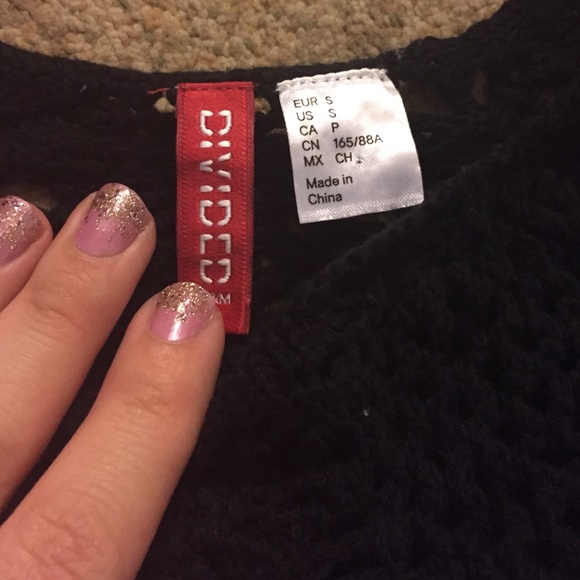 DIVIDED
EUR S
US S
CA P
CN 165/88A
MX CH
Made in
China